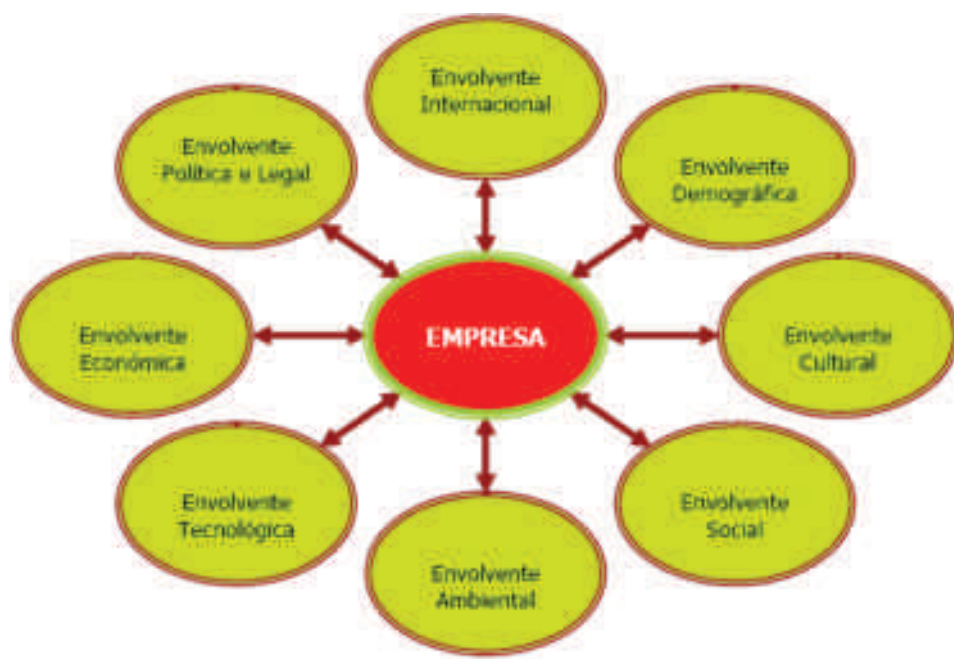 Envolvente
Internacional
Envolvente
Política e Legal
Envolvente
Demográfica
Envolvente
Económica
EMPRESA
Envolvente
Cultural
Envolvente
Tecnológica
Envolvente
Social
Envolvente
Ambiental